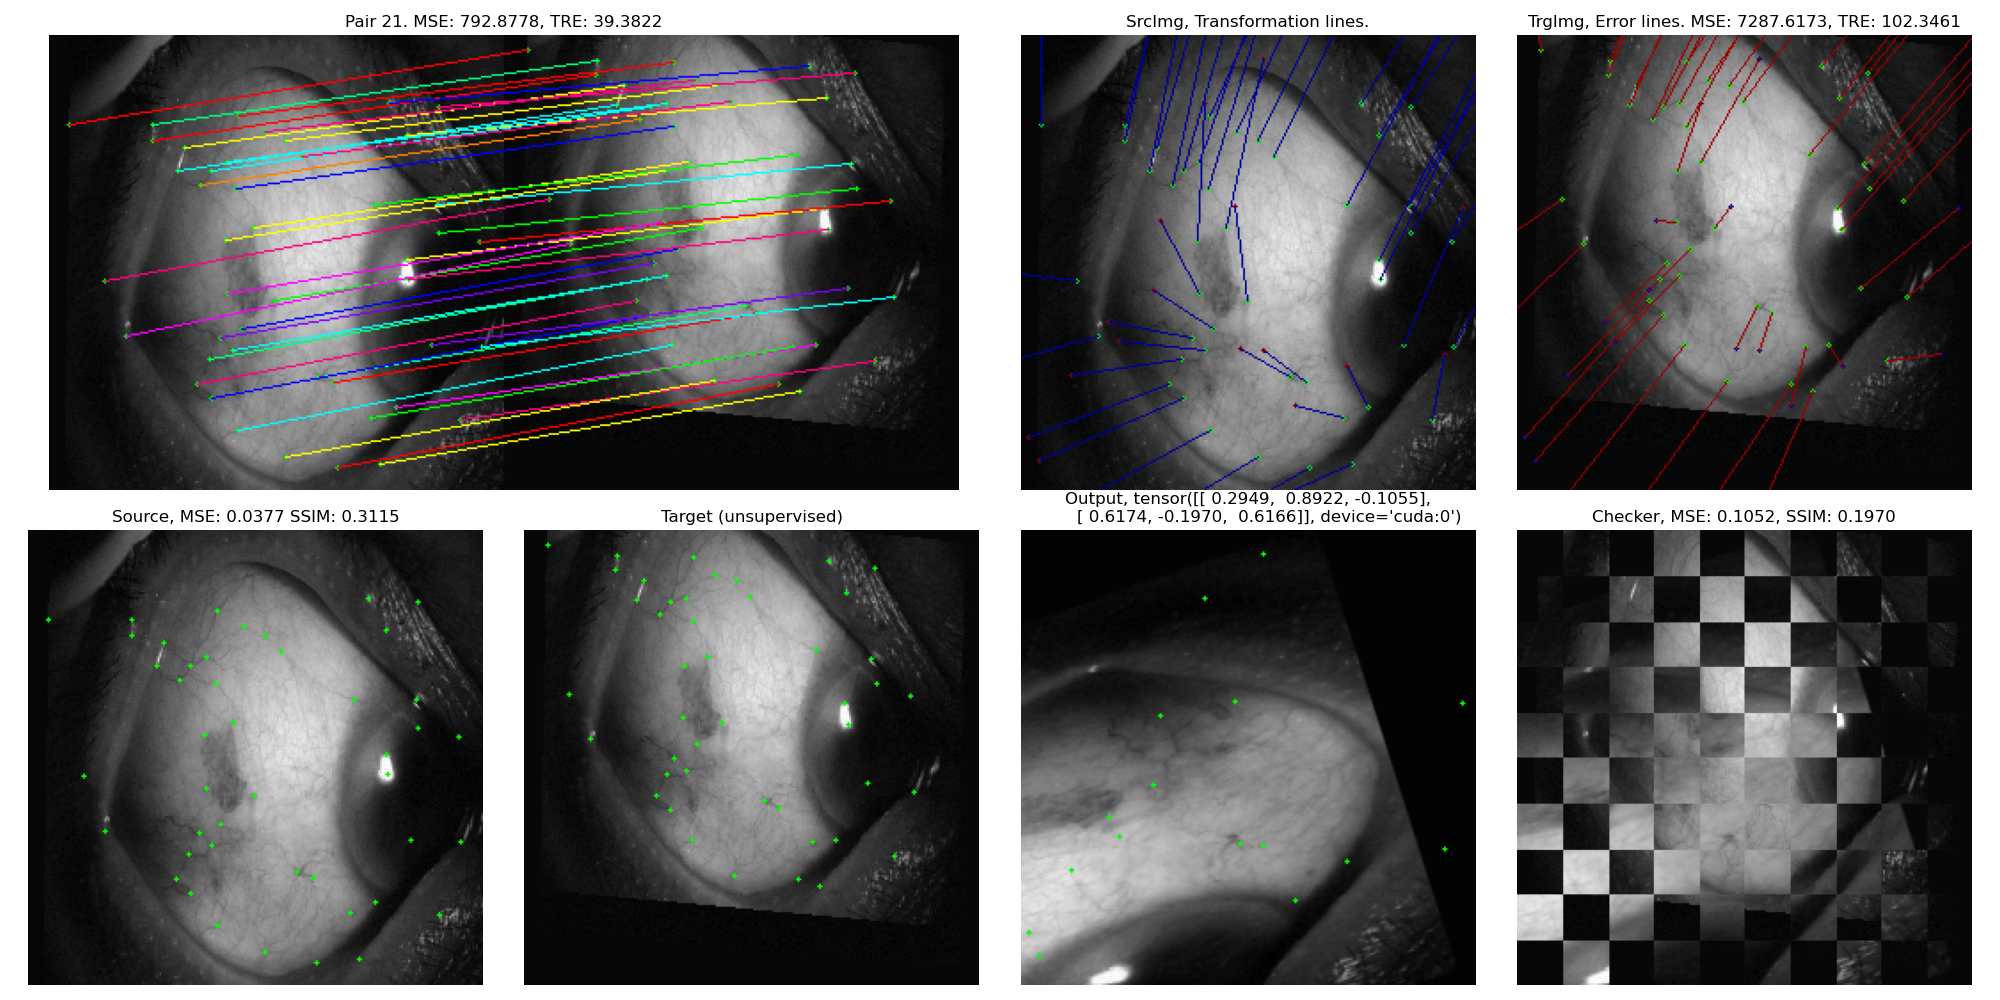 Pair 21. MSE: 792.8778, TRE: 39.3822
SrcImg, Transformation lines.
TrgImg, Error lines. MSE: 7287.6173, TRE: 102.3461
Source, MSE: 0.0377 SSIM: 0.3115
Target (unsupervised)
Output, tensor([[ 0.2949,  0.8922, -0.1055],
[ 0.6174, -0.1970,  0.6166]], device='cuda:0')
Checker, MSE: 0.1052, SSIM: 0.1970